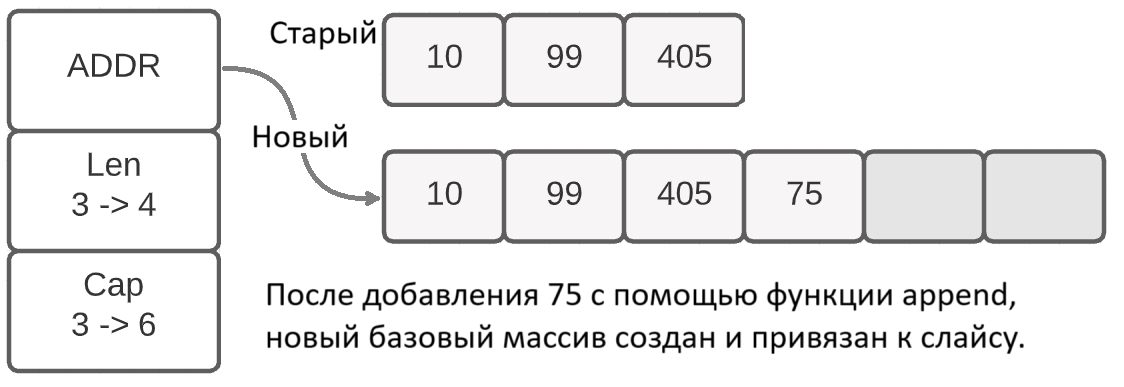 ADDR
Len
3 -> 4
Cap
3 -> 6
Старый
10 99 405
Новый
10 99 405 75
После добавления 75 с помощью функции append,
новый базовый массив создан и привязан к слайсу.